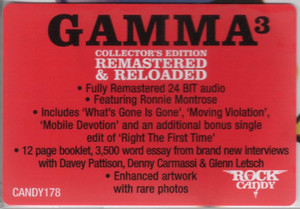 GAMMA³
COLLECTOR'S EDITION
REMASTERED
& RELOADED
• Fully Remastered 24 BIT audio
• Featuring Ronnie Montrose
• Includes 'What's Gone Is Gone', 'Moving Violation',
'Mobile Devotion' and an additional bonus single
edit of 'Right The First Time'
• 12 page booklet, 3,500 word essay from brand new interviews
with Davey Pattison, Denny Carmassi & Glenn Letsch
• Enhanced artwork
with rare photos
CANDY178
ROCK
CANDY